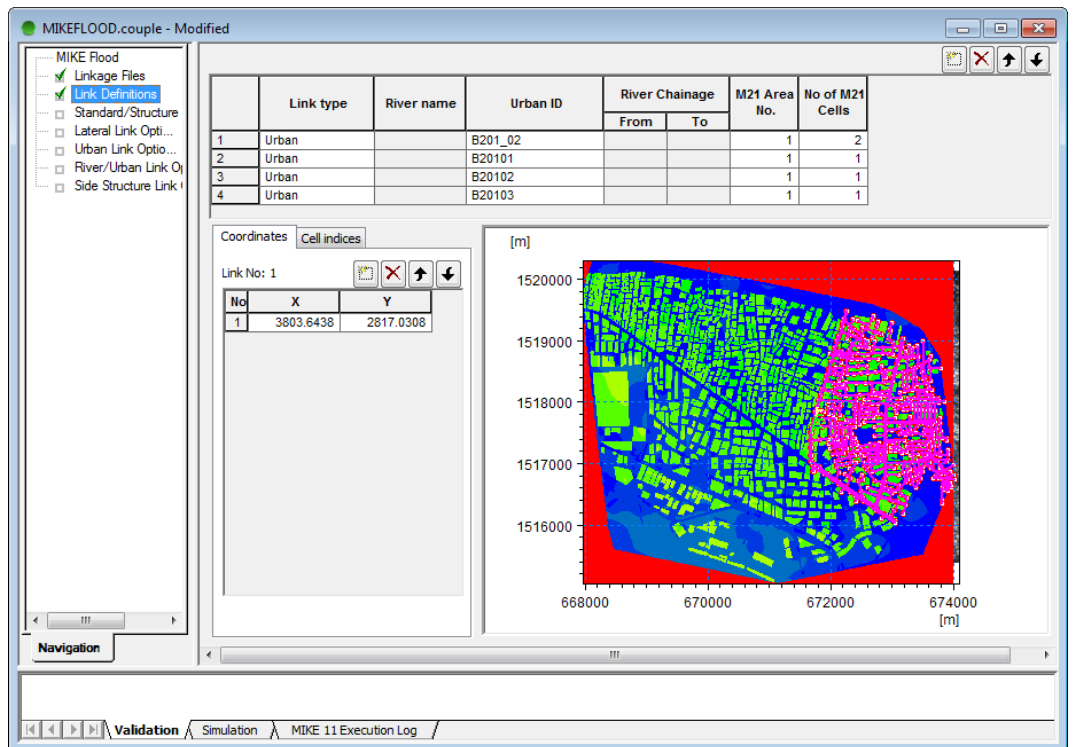 MIKEFLOOD.couple - Modified
MIKE Flood
Linkage Files
Link Definitions
Standard/Structure
Lateral Link Opti...
Urban Link Optio...
River/Urban Link O
Side Structure Link
Navigation
Link type River name Urban ID River Chainage M21 Area No. No of M21 Cells
From To
1 Urban B201_02 1 2
2 Urban B20101 1 1
3 Urban B20102 1 1
4 Urban B20103 1 1
Coordinates Cell indices
Link No: 1
No X Y
1 3803.6438 2817.0308
[m]
1520000
1519000
1518000
1517000
1516000
668000 670000 672000 674000
[m]
Validation Simulation MIKE 11 Execution Log